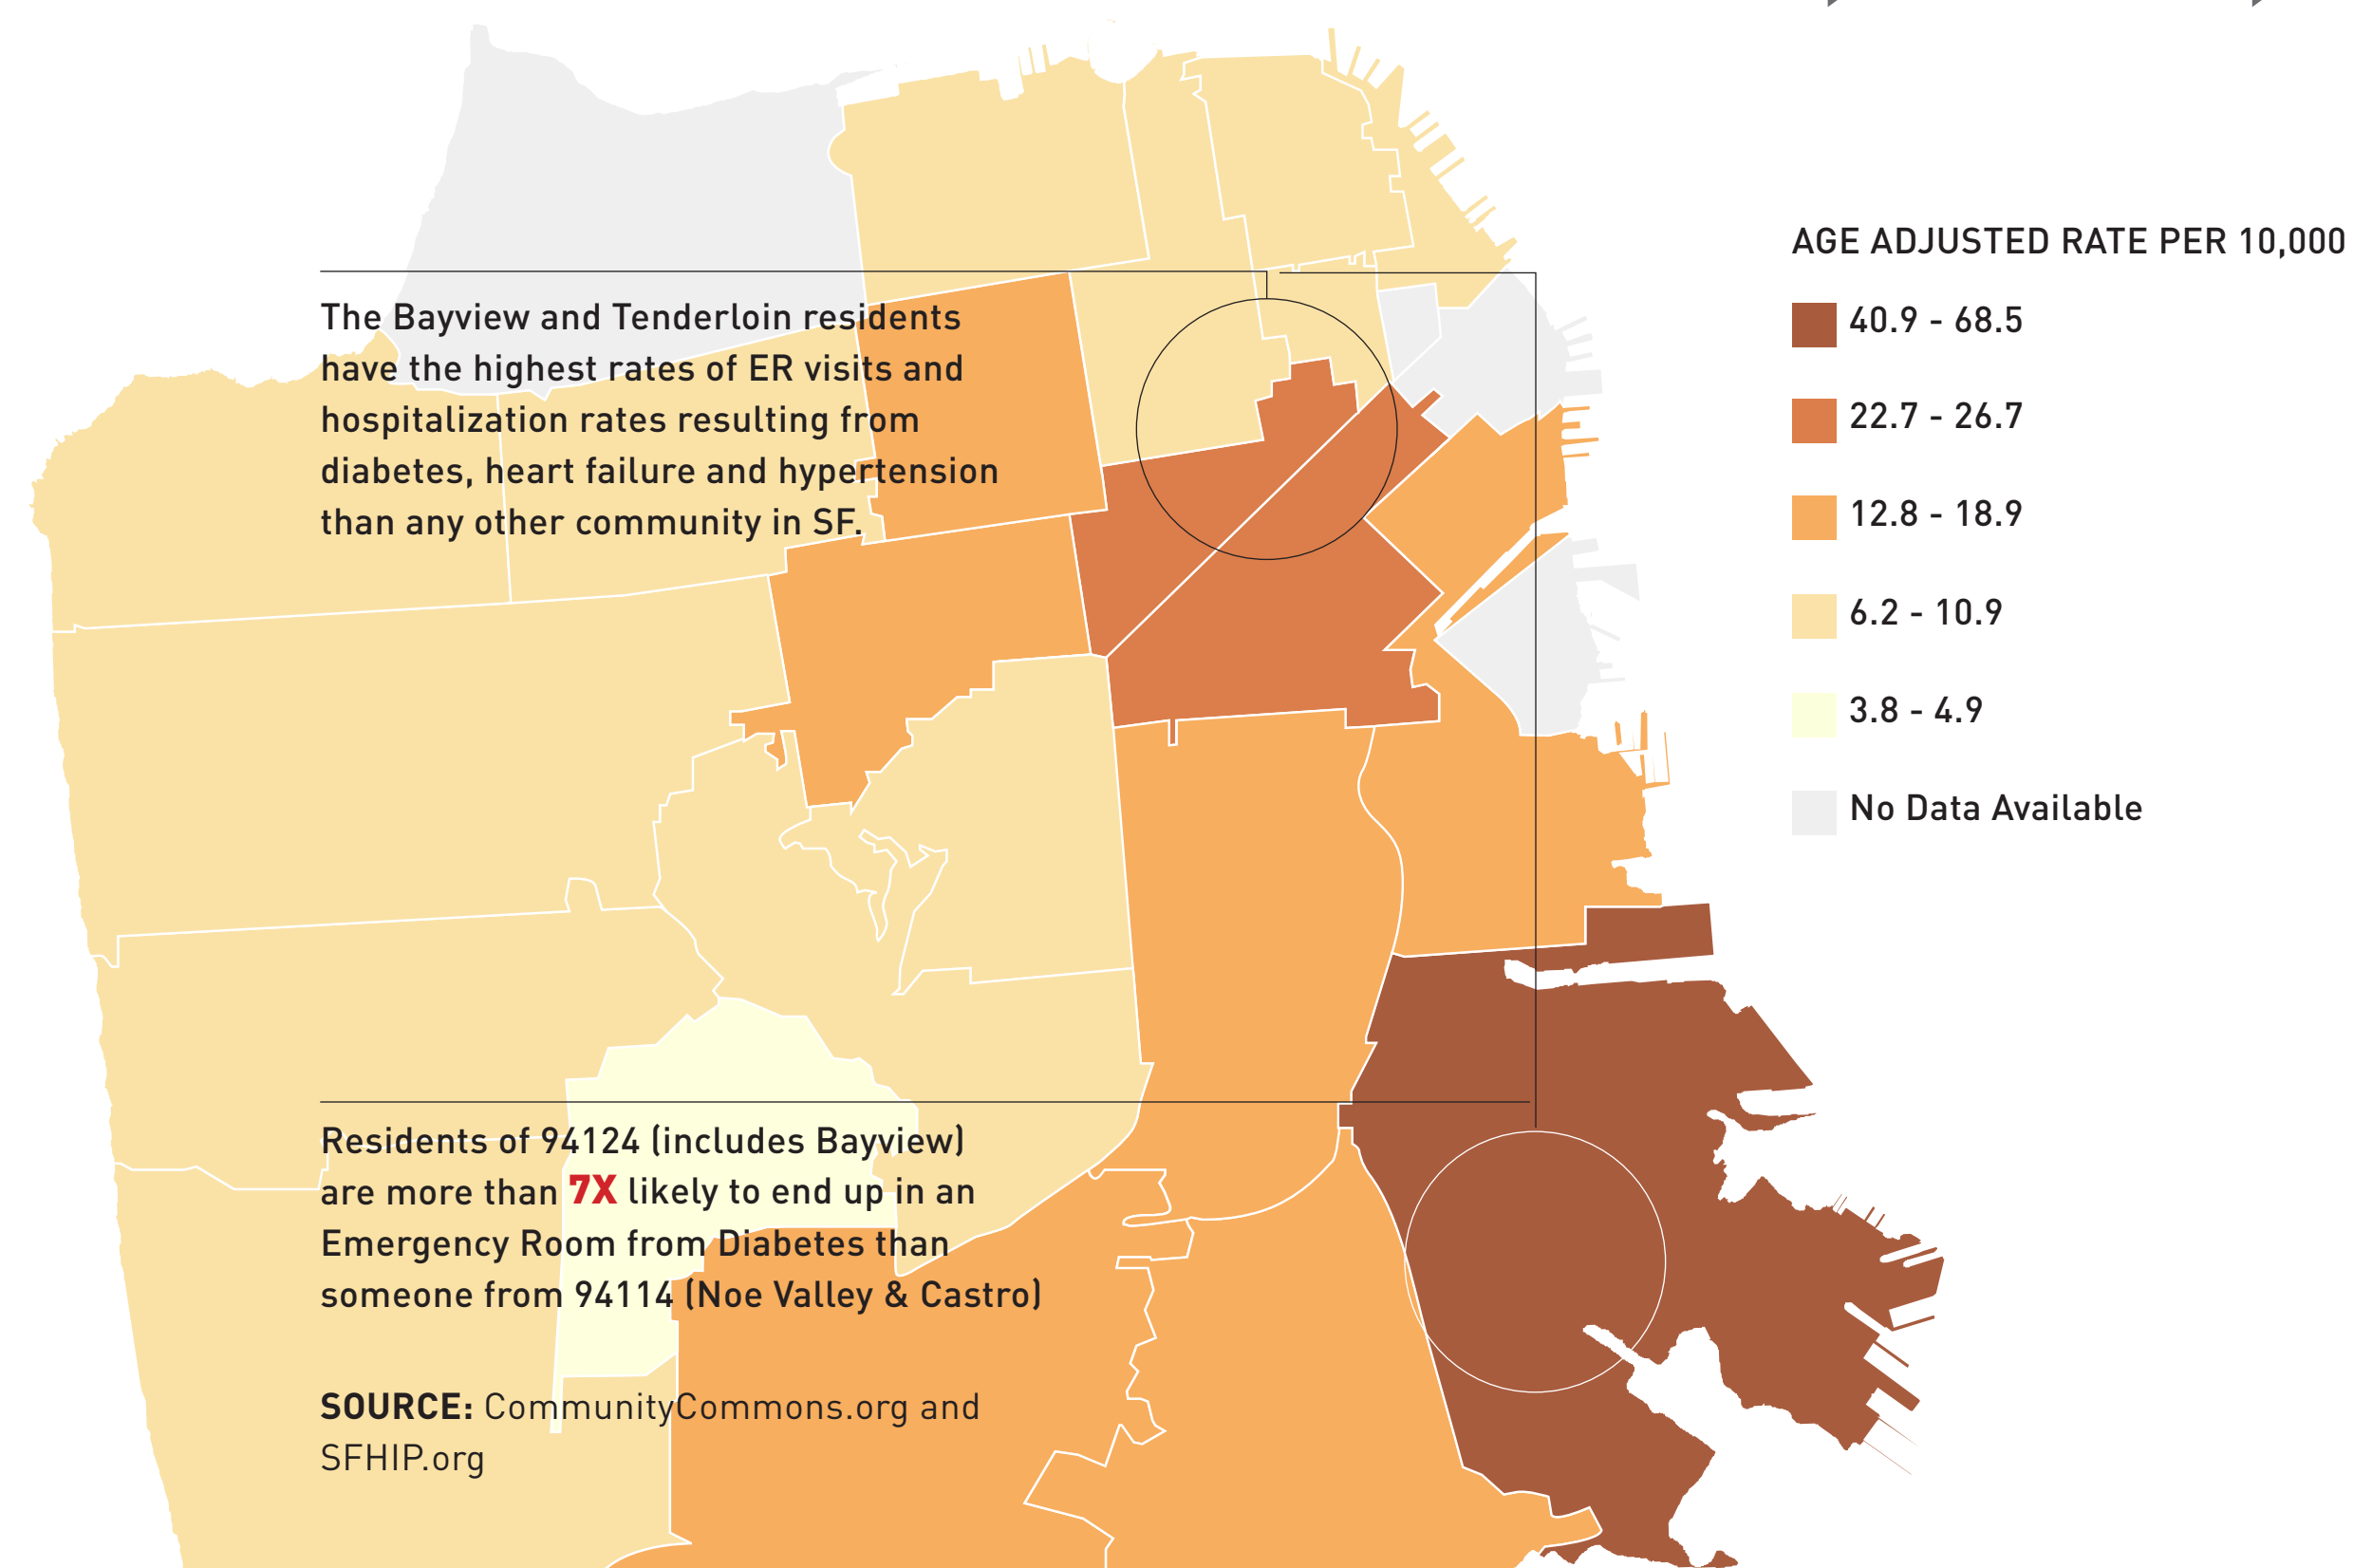 The Bayview and Tenderloin residents
have the highest rates of ER visits and
hospitalization rates resulting from
diabetes, heart failure and hypertension
than any other community in SF.
AGE ADJUSTED RATE PER 10,000
40.9 - 68.5
22.7 - 26.7
12.8 - 18.9
6.2 - 10.9
3.8 - 4.9
No Data Available
Residents of 94124 (includes Bayview)
are more than 7X likely to end up in an
Emergency Room from Diabetes than
someone from 94114 (Noe Valley & Castro)
SOURCE: CommunityCommons.org and
SFHIP.org